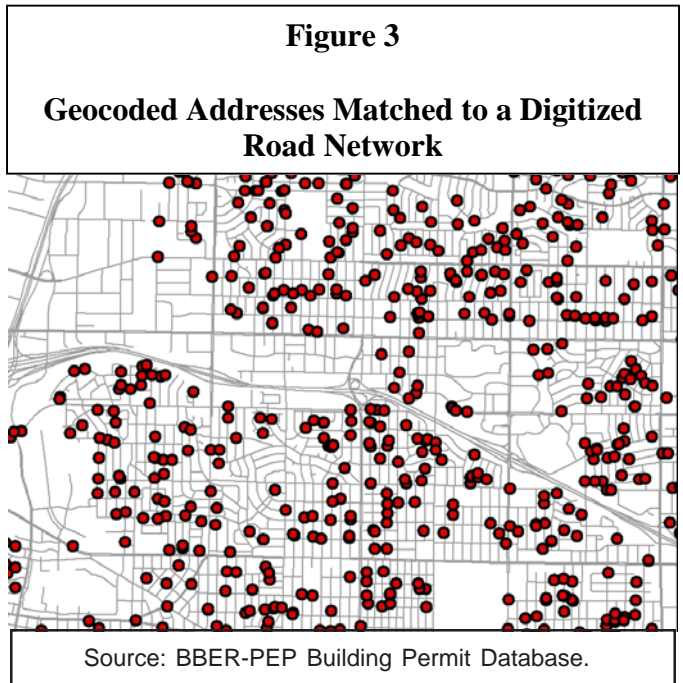 Figure 3
Geocoded Addresses Matched to a Digitized
Road Network
Source: BBER-PEP Building Permit Database.